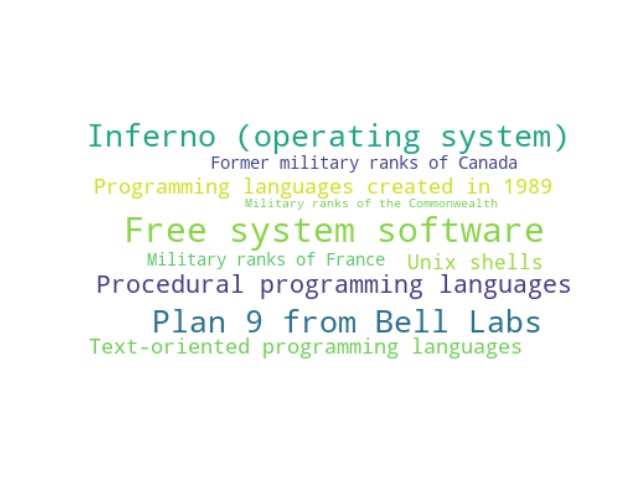 Inferno (operating system)
Former military ranks of Canada
Programming languages created in 1989
Military ranks of the Commonwealth
Free system software
Military ranks of France
Unix shells
Procedural programming languages
Plan 9 from Bell Labs
Text-oriented programming languages